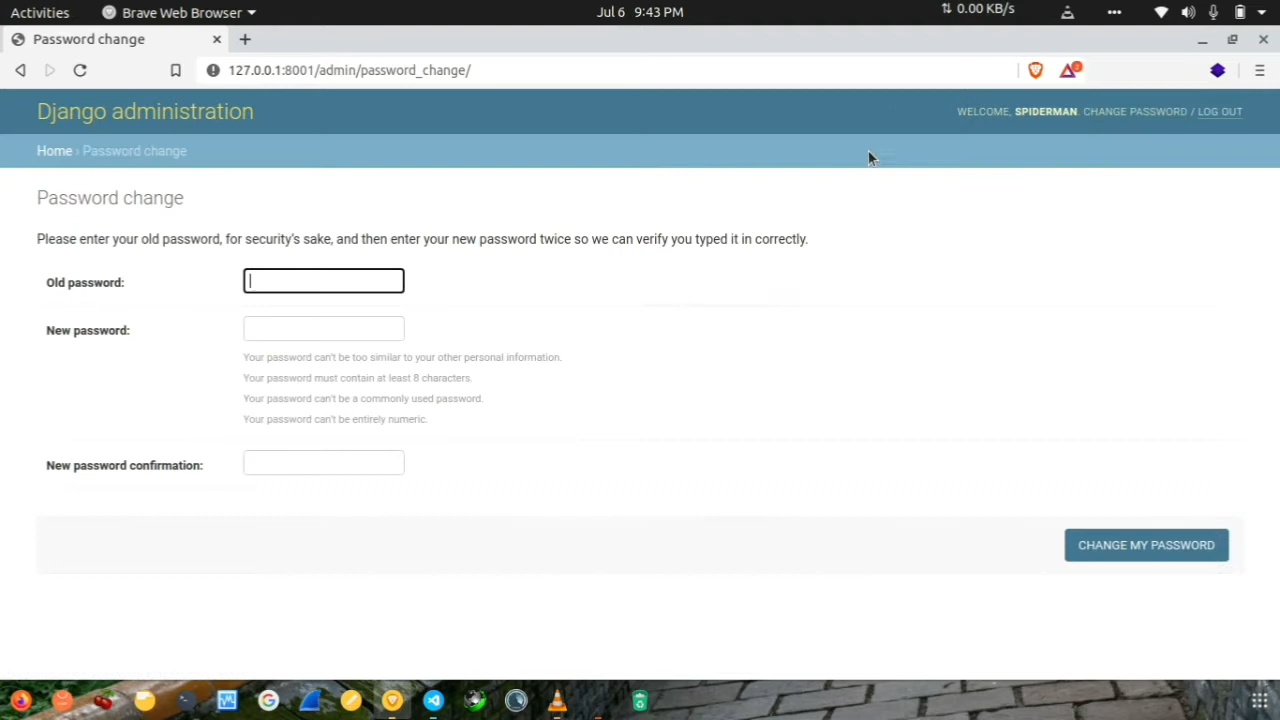 Activities Brave Web Browser Jul 6 9:43 PM 0.00 KB/s
Password change
127.0.0.1:8001/admin/password_change/ 2
Django administration WELCOME, SPIDERMAN. CHANGE PASSWORD / LOG OUT
Home › Password change
Password change
Please enter your old password, for security's sake, and then enter your new password twice so we can verify you typed it in correctly.
Old password:
New password:
Your password can't be too similar to your other personal information.
Your password must contain at least 8 characters.
Your password can't be a commonly used password.
Your password can't be entirely numeric.
New password confirmation:
CHANGE MY PASSWORD